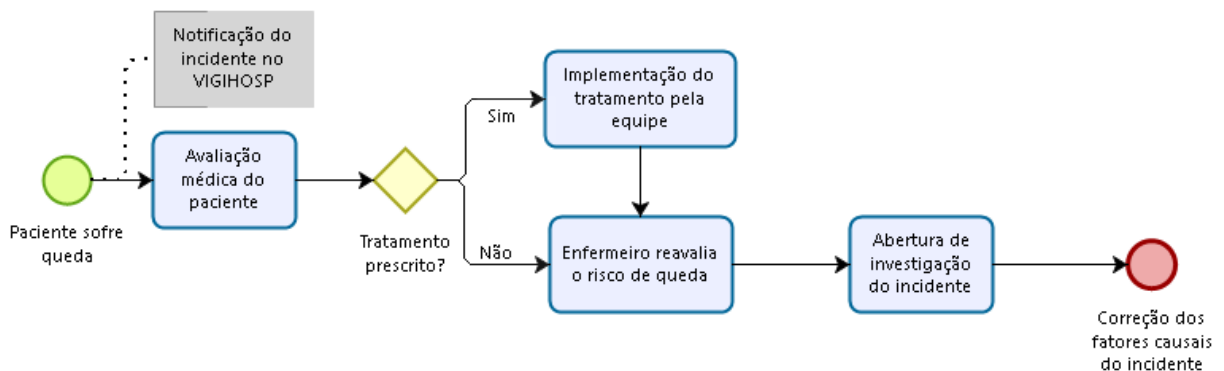 Notificação do
incidente no
VIGIHOSP
Paciente sofre
queda
Avaliação
médica do
paciente
Tratamento
prescrito?
Sim
Não
Implementação do
tratamento pela
equipe
Enfermeiro reavalia
o risco de queda
Abertura de
investigação
do incidente
Correção dos
fatores causais
do incidente